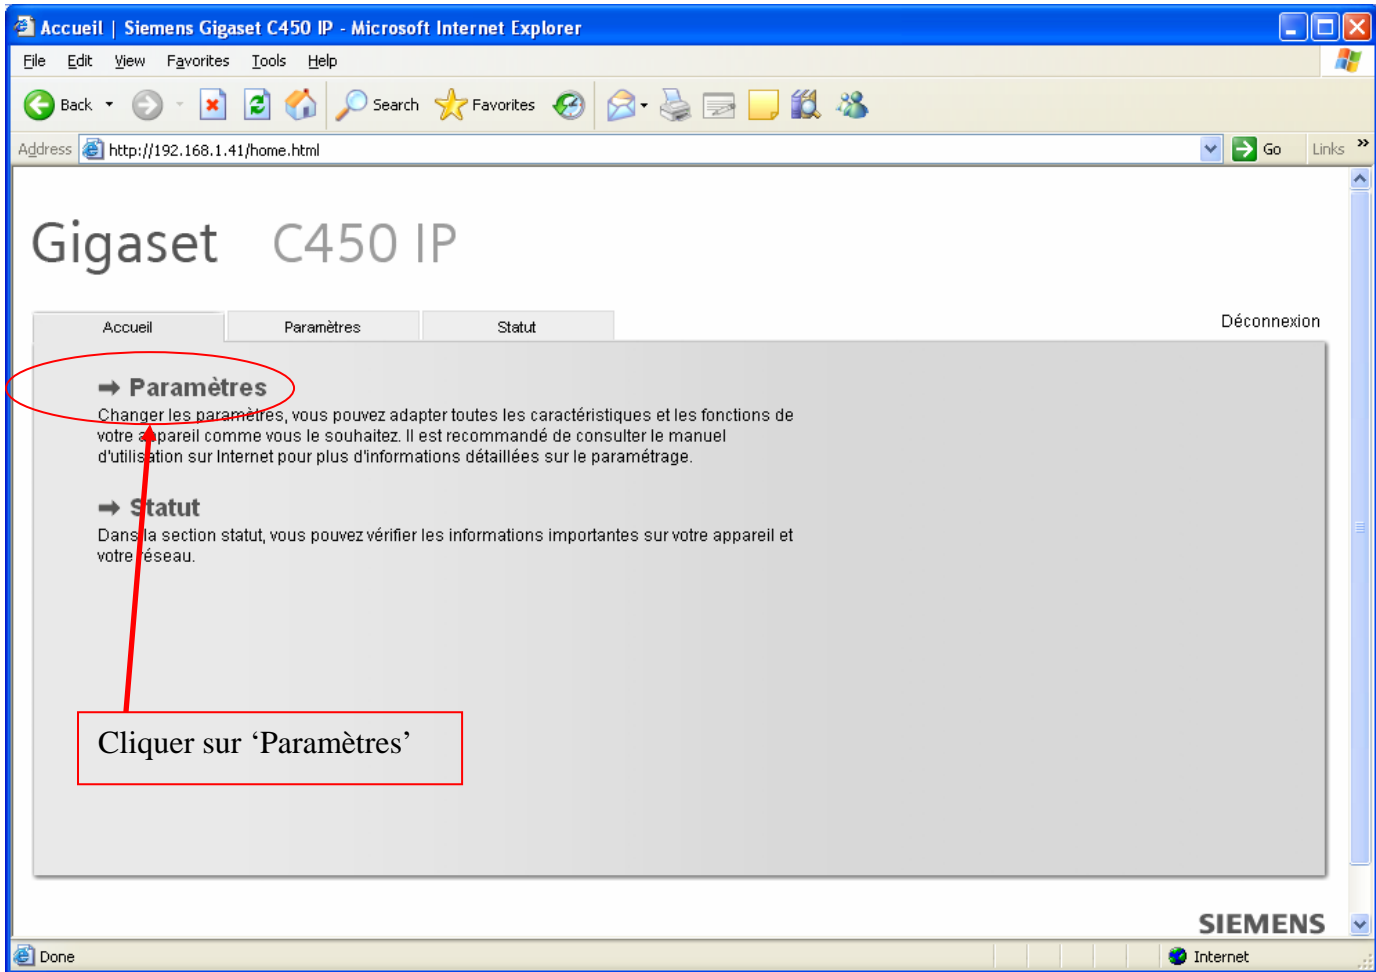 Accueil | Siemens Gigaset C450 IP - Microsoft Internet Explorer
File Edit View Favorites Tools Help
Back Search Favorites
Address http://192.168.1.41/home.html Go Links »
Gigaset C450 IP
Accueil Paramètres Statut Déconnexion
➡ Paramètres
Changer les paramètres, vous pouvez adapter toutes les caractéristiques et les fonctions de
votre appareil comme vous le souhaitez. Il est recommandé de consulter le manuel
d'utilisation sur Internet pour plus d'informations détaillées sur le paramétrage.
➡ Statut
Dans la section statut, vous pouvez vérifier les informations importantes sur votre appareil et
votre réseau.
Cliquer sur ‘Paramètres’
SIEMENS
Done Internet